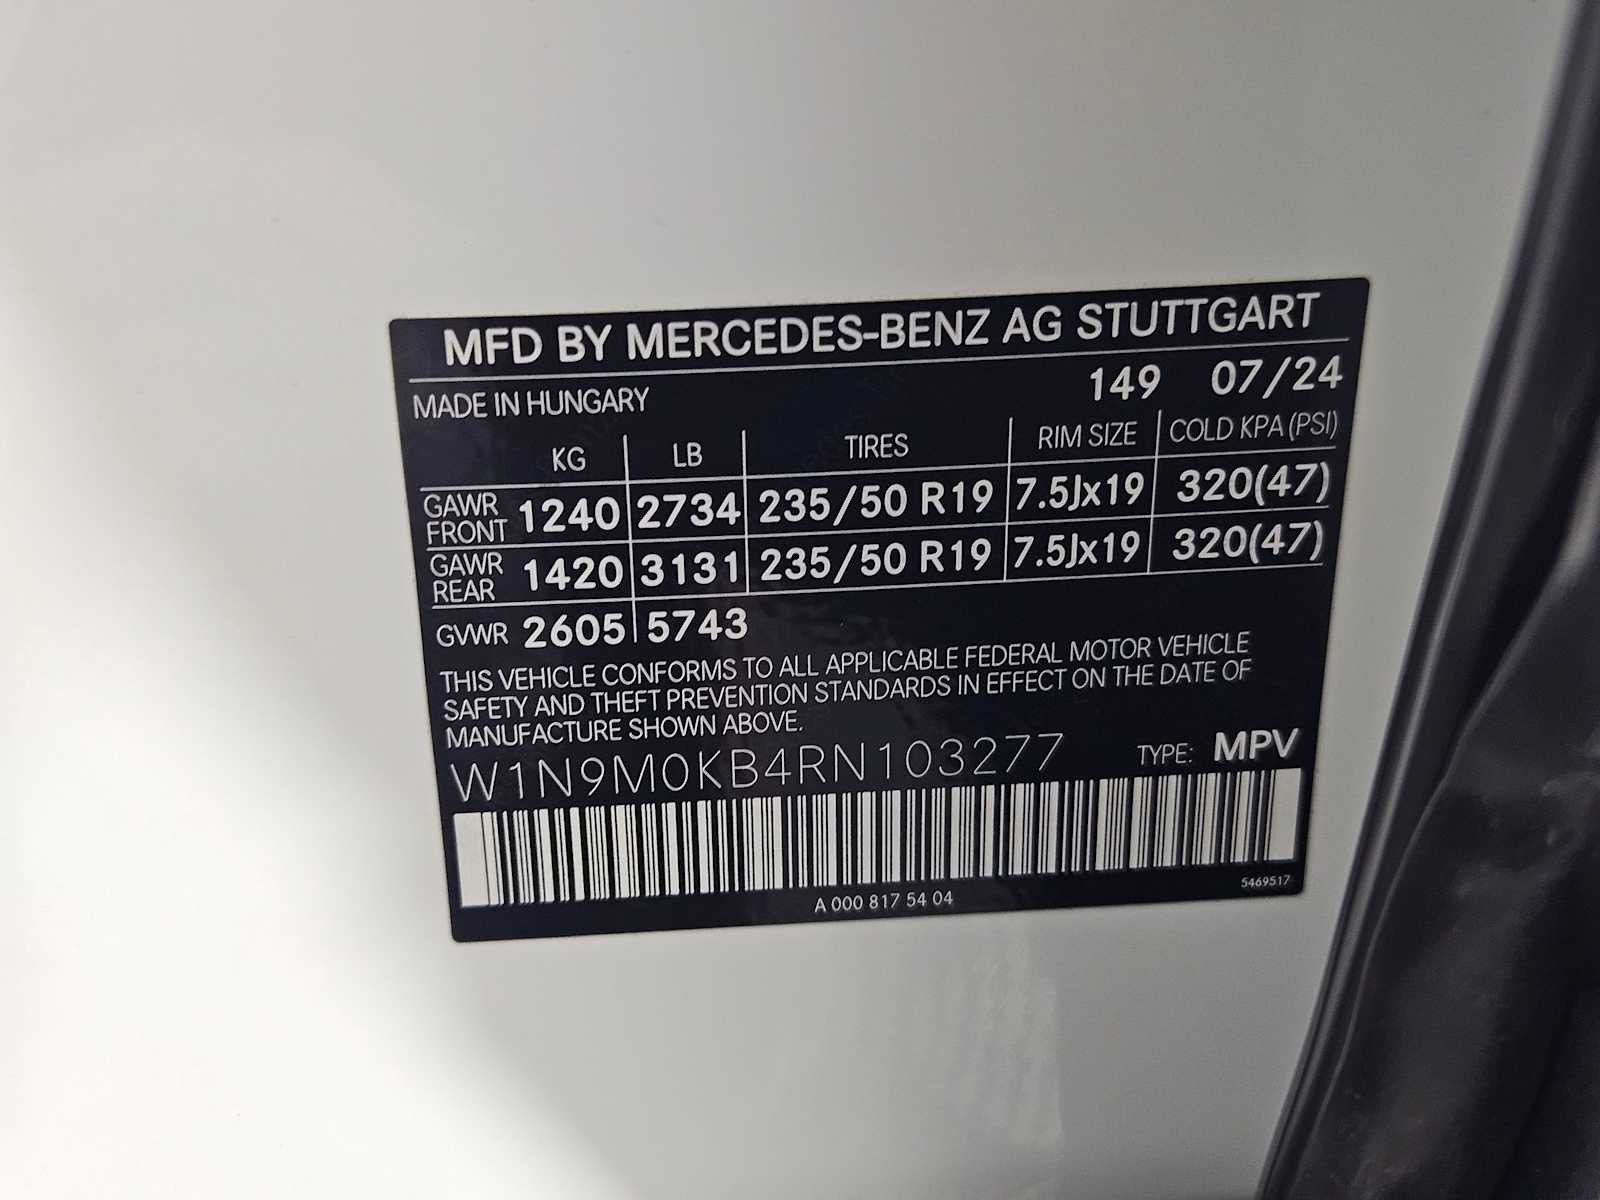 MFD BY MERCEDES-BENZ AG STUTTGART
MADE IN HUNGARY 149 07/24
KG LB TIRES RIM SIZE COLD KPA (PSI)
GAWR FRONT 1240 2734 235/50 R19 7.5Jx19 320(47)
GAWR REAR 1420 3131 235/50 R19 7.5Jx19 320(47)
GVWR 2605 5743
THIS VEHICLE CONFORMS TO ALL APPLICABLE FEDERAL MOTOR VEHICLE
SAFETY AND THEFT PREVENTION STANDARDS IN EFFECT ON THE DATE OF
MANUFACTURE SHOWN ABOVE.
W1N9M0KB4RN103277 TYPE: MPV
A 000 817 54 04 5469517